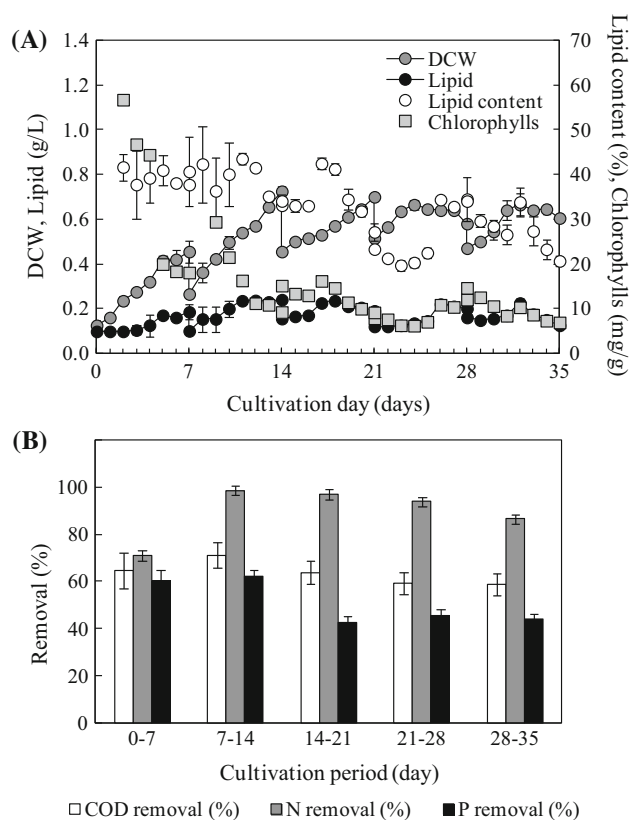 (A)
1.4
1.2
1.0
0.8
0.6
0.4
0.2
0.0
DCW, Lipid (g/L)
70
60
50
40
30
20
10
0
Lipid content (%), Chlorophylls (mg/g)
DCW
Lipid
Lipid content
Chlorophylls
0 7 14 21 28 35
Cultivation day (days)
(B)
100
80
60
40
20
0
Removal (%)
0-7 7-14 14-21 21-28 28-35
Cultivation period (day)
COD removal (%) N removal (%) P removal (%)